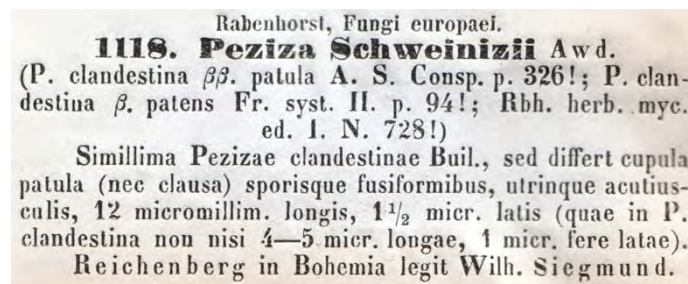 Rabenhorst, Fungi europaei.
1118. Peziza Schweinizii Awd.
(P. clandestina ββ. patula A. S. Consp. p. 326!; P. clan-
destina β. patens Fr. syst. II. p. 94!; Rbh. herb. myc.
ed. I. N. 728!)
Simillima Pezizae clandestinae Bull., sed differt cupula
patula (nec clausa) sporisque fusiformibus, utrinque acutius-
culis, 12 micromillim. longis, 1 1/2 micr. latis (quae in P.
clandestina non nisi 4—5 micr. longae, 1 micr. fere latae).
Reichenberg in Bohemia legit Wilh. Siegmund.